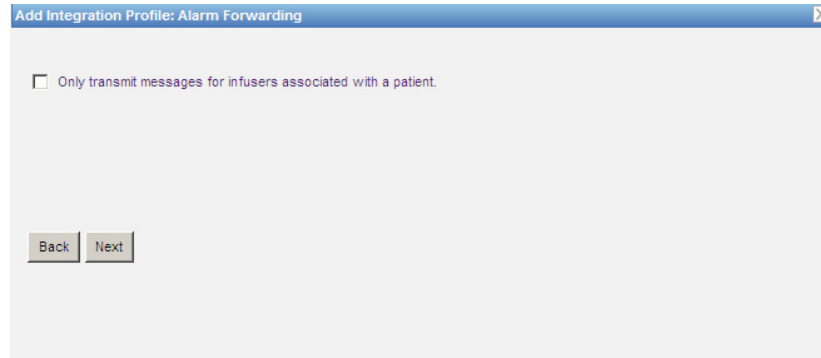 Add Integration Profile: Alarm Forwarding
Only transmit messages for infusers associated with a patient.
Back Next